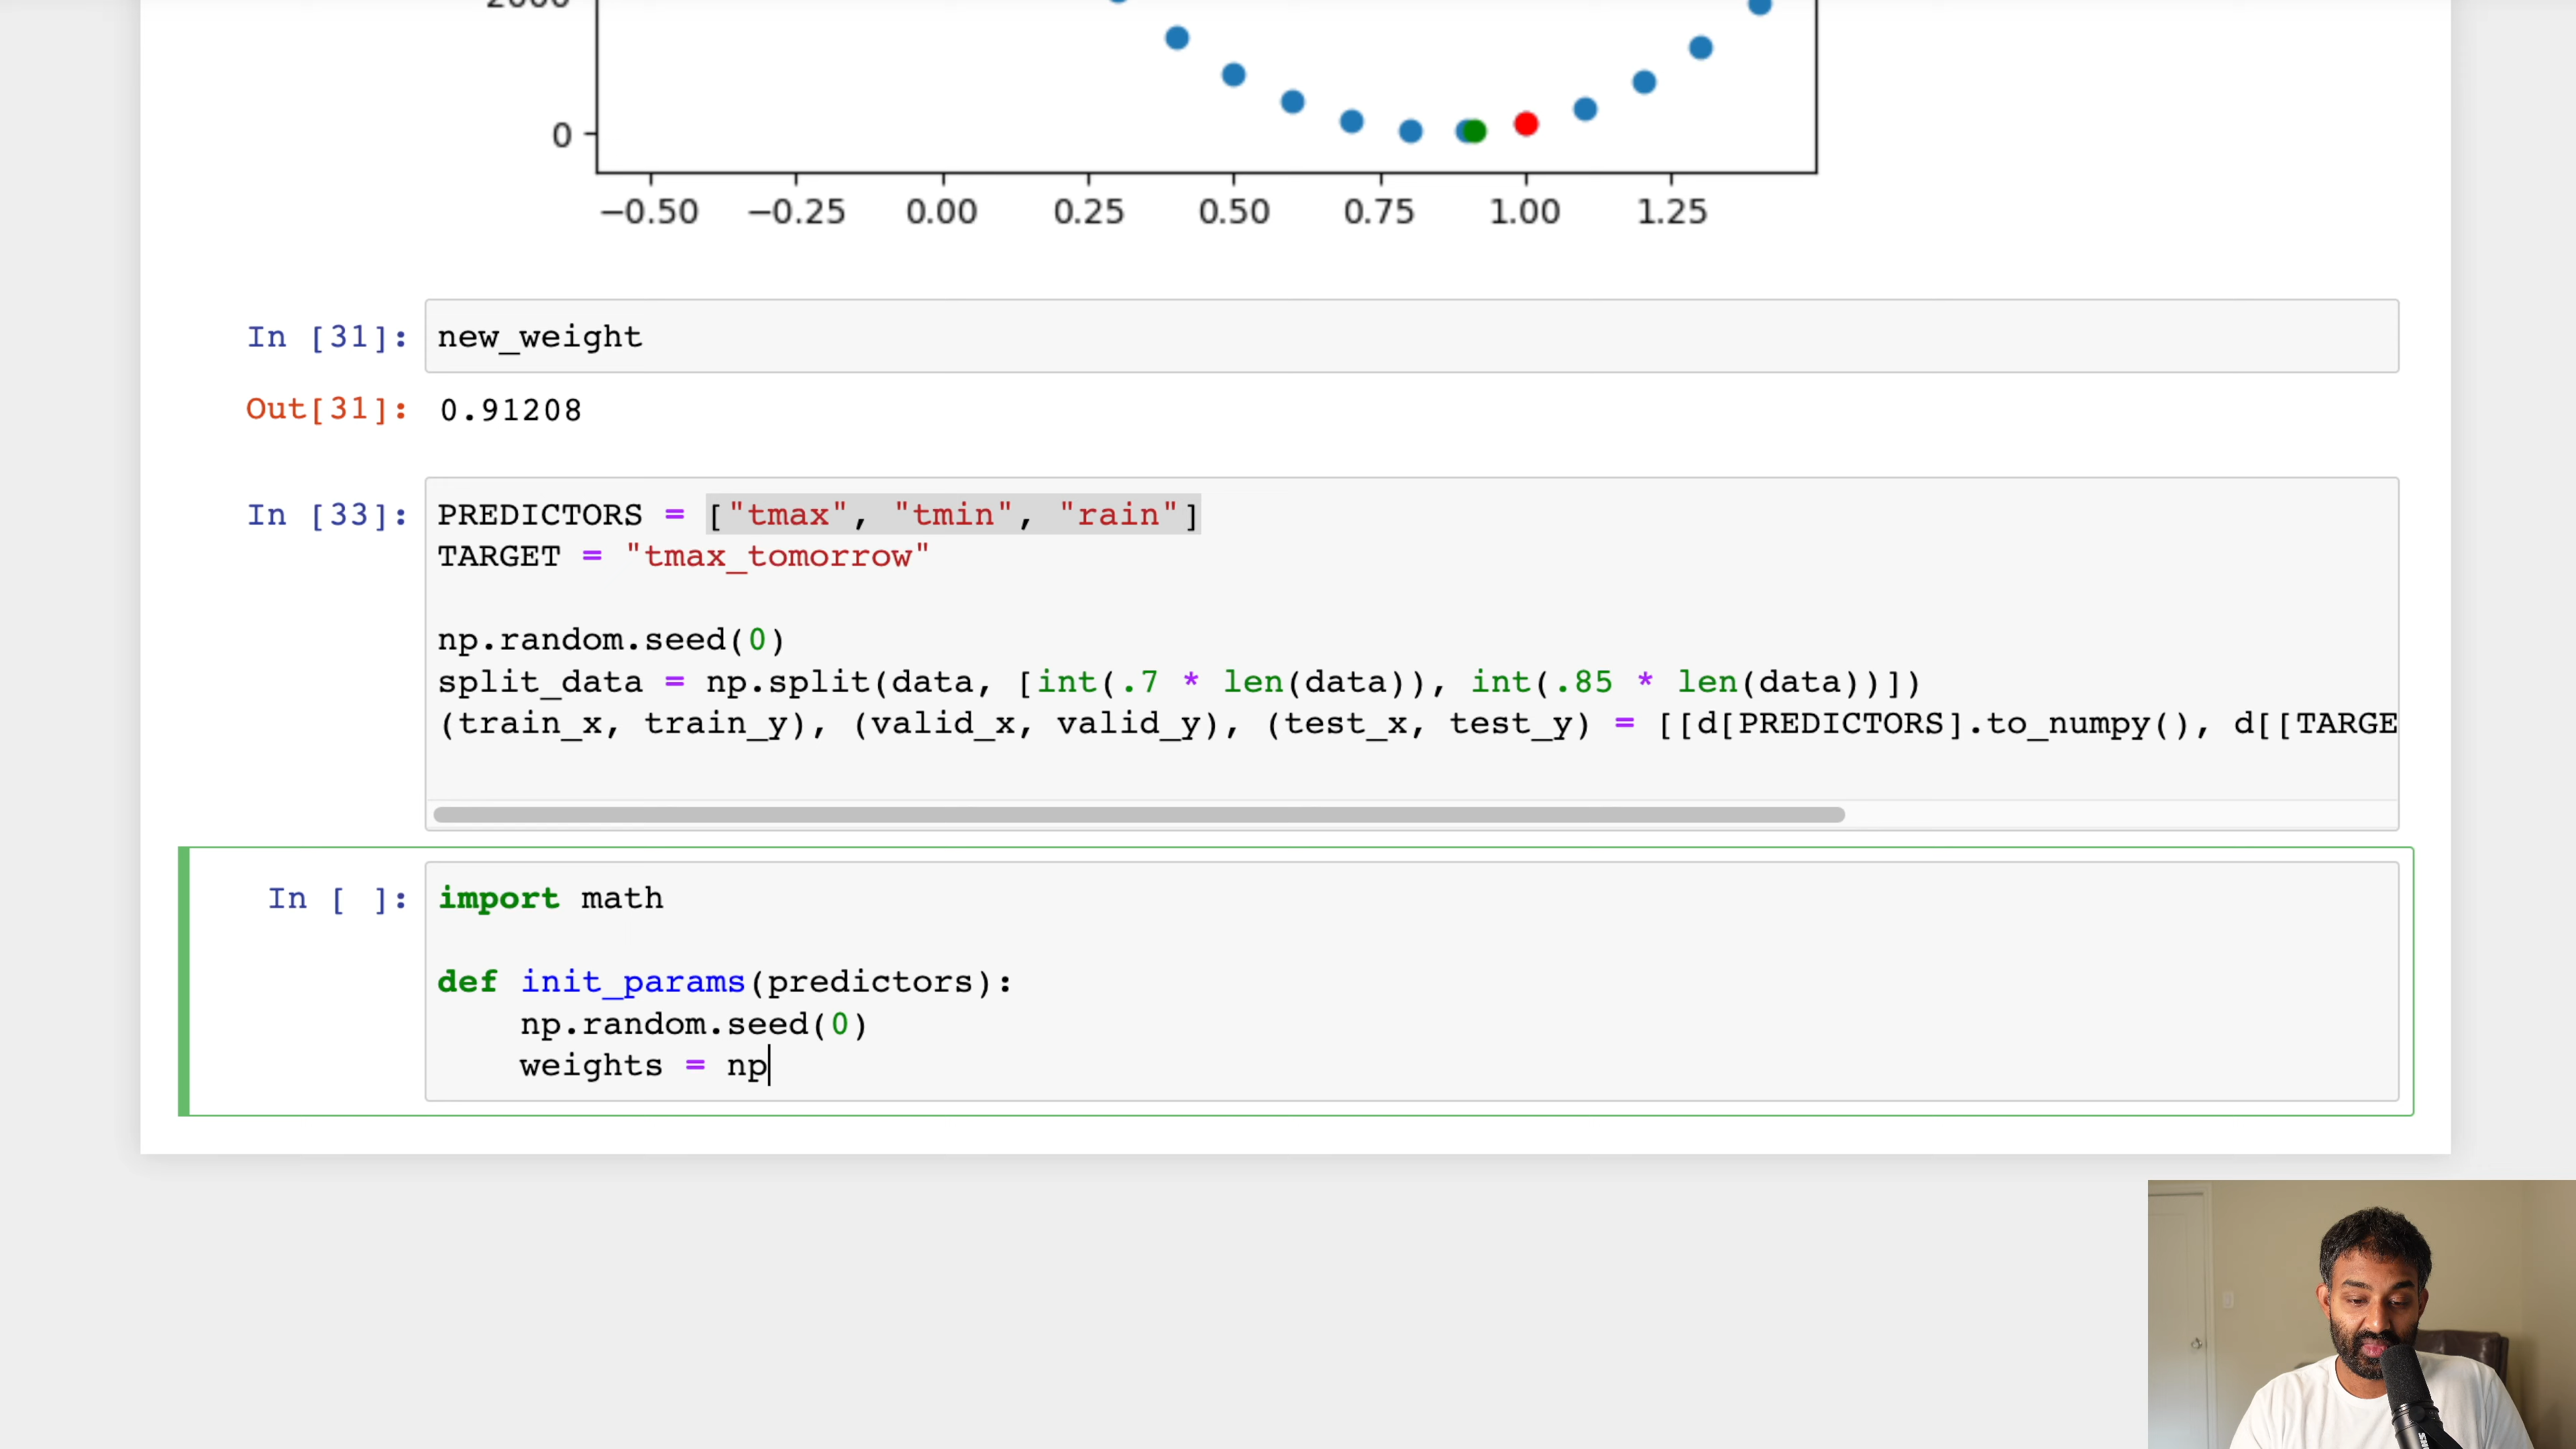 2000
0
−0.50 −0.25 0.00 0.25 0.50 0.75 1.00 1.25
In [31]: new_weight
Out[31]: 0.91208
In [33]: PREDICTORS = ["tmax", "tmin", "rain"]
TARGET = "tmax_tomorrow"
np.random.seed(0)
split_data = np.split(data, [int(.7 * len(data)), int(.85 * len(data))])
(train_x, train_y), (valid_x, valid_y), (test_x, test_y) = [[d[PREDICTORS].to_numpy(), d[[TARGE
In [ ]: import math
def init_params(predictors):
np.random.seed(0)
weights = np